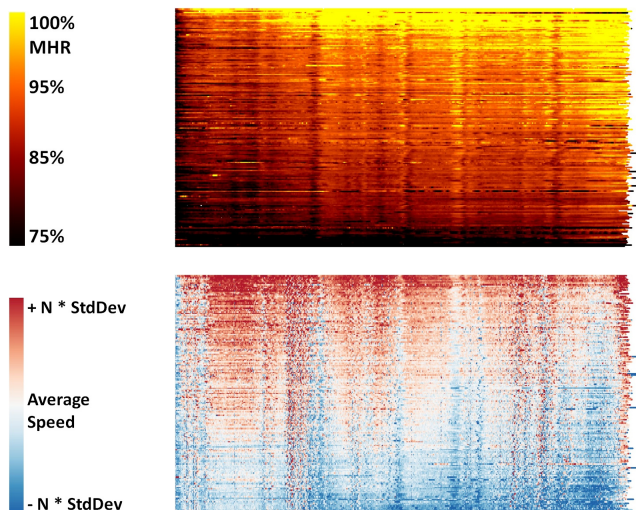 100%
MHR
95%
85%
75%
+ N * StdDev
Average
Speed
- N * StdDev